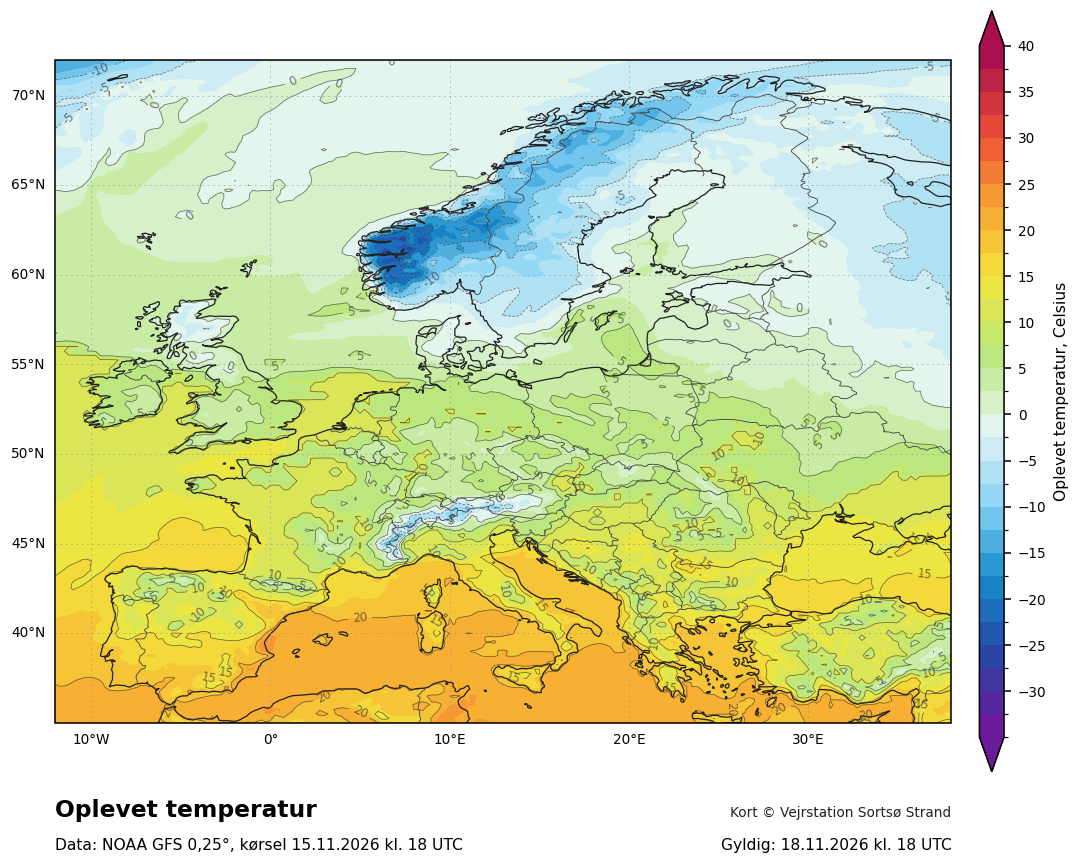 40
35
30
25
20
15
10
5
0
−5
−10
−15
−20
−25
−30
Oplevet temperatur, Celsius
70°N
65°N
60°N
55°N
50°N
45°N
40°N
10°W
0°
10°E
20°E
30°E
Oplevet temperatur
Kort © Vejrstation Sortsø Strand
Data: NOAA GFS 0,25°, kørsel 15.11.2026 kl. 18 UTC
Gyldig: 18.11.2026 kl. 18 UTC